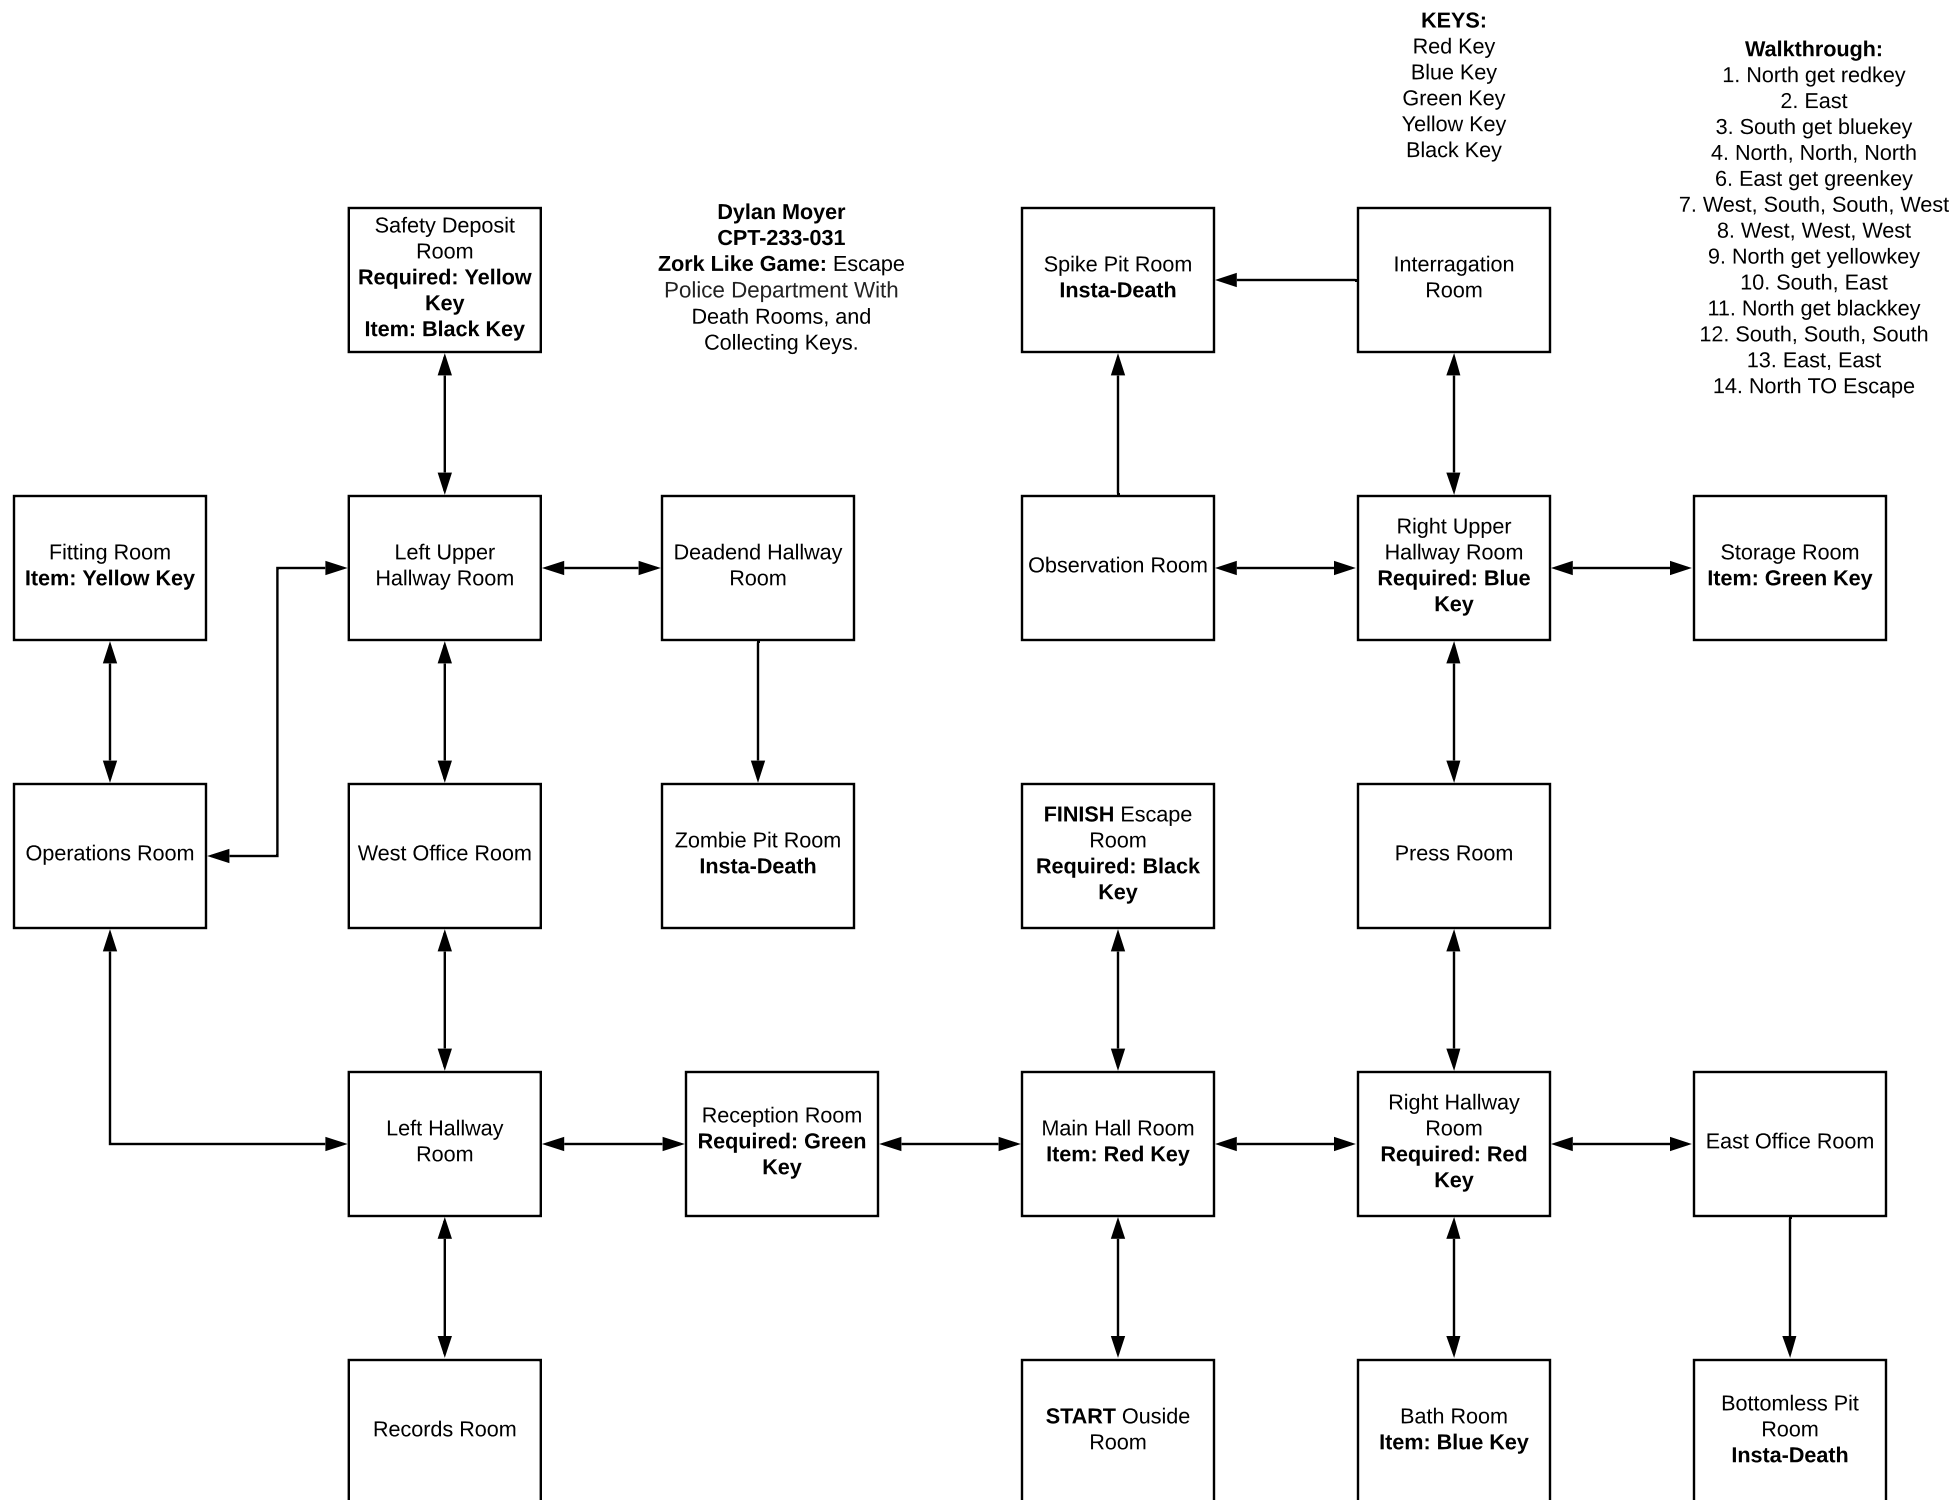 KEYS:
Red Key
Blue Key
Green Key
Yellow Key
Black Key
Walkthrough:
1. North get redkey
2. East
3. South get bluekey
4. North, North, North
6. East get greenkey
7. West, South, South, West
8. West, West, West
9. North get yellowkey
10. South, East
11. North get blackkey
12. South, South, South
13. East, East
14. North TO Escape
Dylan Moyer
CPT-233-031
Zork Like Game: Escape
Police Department With
Death Rooms, and
Collecting Keys.
Safety Deposit
Room
Required: Yellow
Key
Item: Black Key
Spike Pit Room
Insta-Death
Interragation
Room
Fitting Room
Item: Yellow Key
Left Upper
Hallway Room
Deadend Hallway
Room
Observation Room
Right Upper
Hallway Room
Required: Blue
Key
Storage Room
Item: Green Key
Operations Room
West Office Room
Zombie Pit Room
Insta-Death
FINISH Escape
Room
Required: Black
Key
Press Room
Left Hallway
Room
Reception Room
Required: Green
Key
Main Hall Room
Item: Red Key
Right Hallway
Room
Required: Red
Key
East Office Room
Records Room
START Ouside
Room
Bath Room
Item: Blue Key
Bottomless Pit
Room
Insta-Death